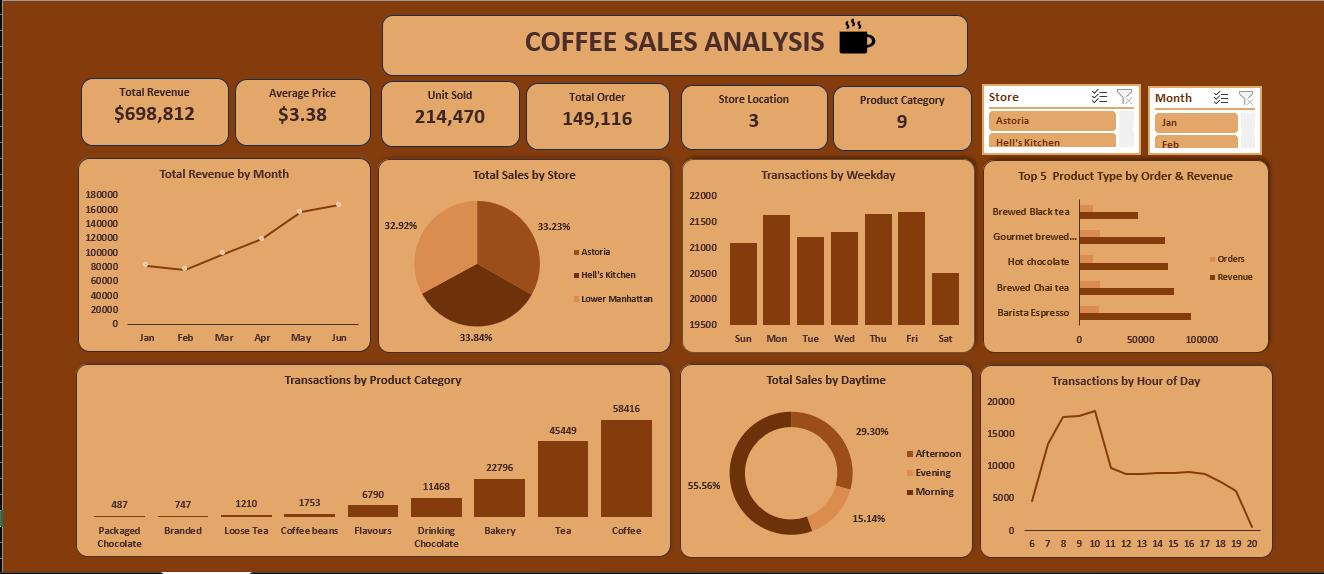 COFFEE SALES ANALYSIS
Total Revenue
$698,812
Average Price
$3.38
Unit Sold
214,470
Total Order
149,116
Store Location
3
Product Category
9
Store
Astoria
Hell's Kitchen
Month
Jan
Feb
Total Revenue by Month
180000
160000
140000
120000
100000
80000
60000
40000
20000
0
Jan Feb Mar Apr May Jun
Total Sales by Store
32.92%
33.23%
33.84%
Astoria
Hell's Kitchen
Lower Manhattan
Transactions by Weekday
22000
21500
21000
20500
20000
19500
Sun Mon Tue Wed Thu Fri Sat
Top 5 Product Type by Order & Revenue
Brewed Black tea
Gourmet brewed...
Hot chocolate
Brewed Chai tea
Barista Espresso
0 50000 100000
Orders
Revenue
Transactions by Product Category
487 747 1210 1753 6790 11468 22796 45449 58416
Packaged Chocolate
Branded
Loose Tea
Coffee beans
Flavours
Drinking Chocolate
Bakery
Tea
Coffee
Total Sales by Daytime
29.30%
55.56%
15.14%
Afternoon
Evening
Morning
Transactions by Hour of Day
20000
15000
10000
5000
0
6 7 8 9 10 11 12 13 14 15 16 17 18 19 20